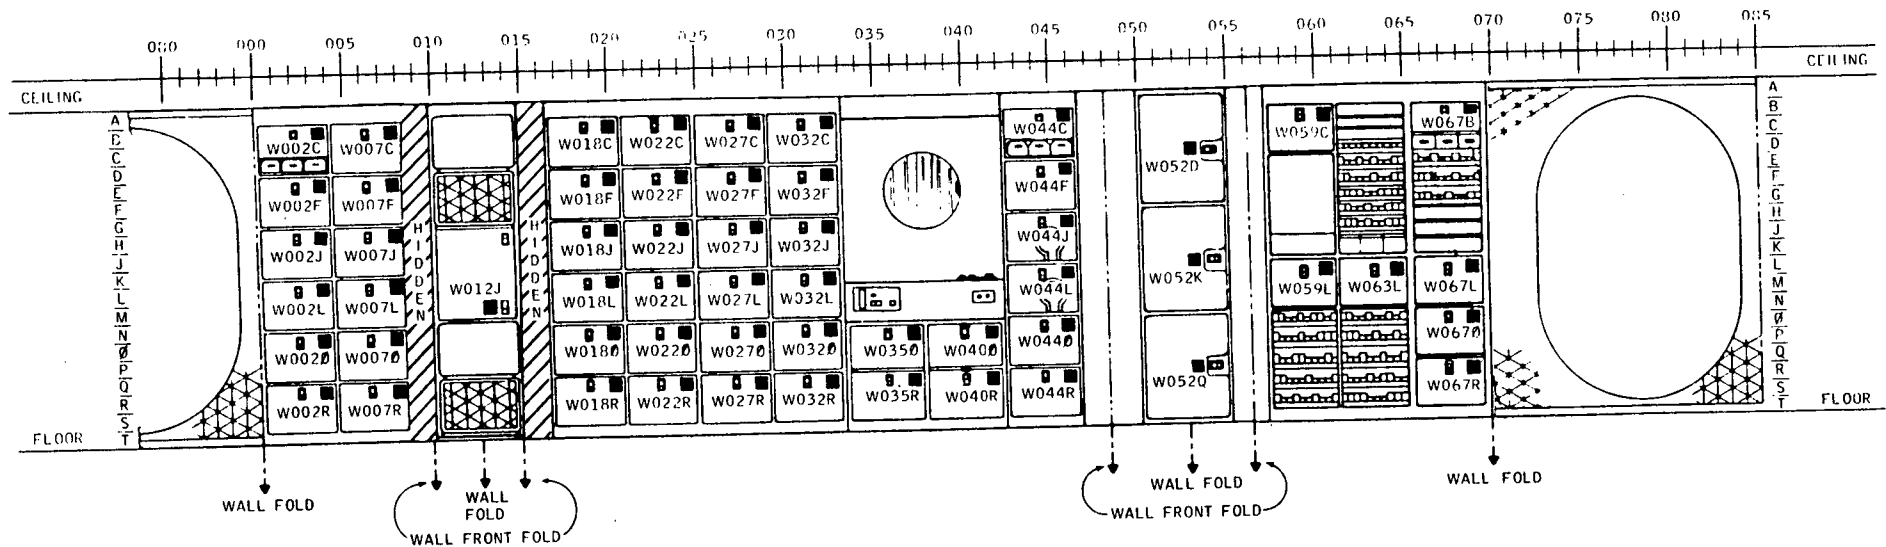 080 000 005 010 015 020 025 030 035 040 045 050 055 060 065 070 075 080 085
CEILING CEILING
A B C D E F G H J K L M N Ø P Q R S T
A B C D E F G H J K L M N Ø P Q R S T
W002C W007C W018C W022C W027C W032C W044C W059C W067B
W052D
W002F W007F W018F W022F W027F W032F W044F
HIDDEN HIDDEN
W002J W007J W018J W022J W027J W032J W044J
W052K
W012J
W002L W007L W018L W022L W027L W032L W044L W059L W063L W067L
W002Ø W007Ø W018Ø W022Ø W027Ø W032Ø W035Ø W040Ø W044Ø W067Ø
W052Q
W002R W007R W018R W022R W027R W032R W035R W040R W044R W067R
FLOOR FLOOR
WALL FOLD
WALL
FOLD
WALL FRONT FOLD
WALL FOLD
WALL FRONT FOLD
WALL FOLD